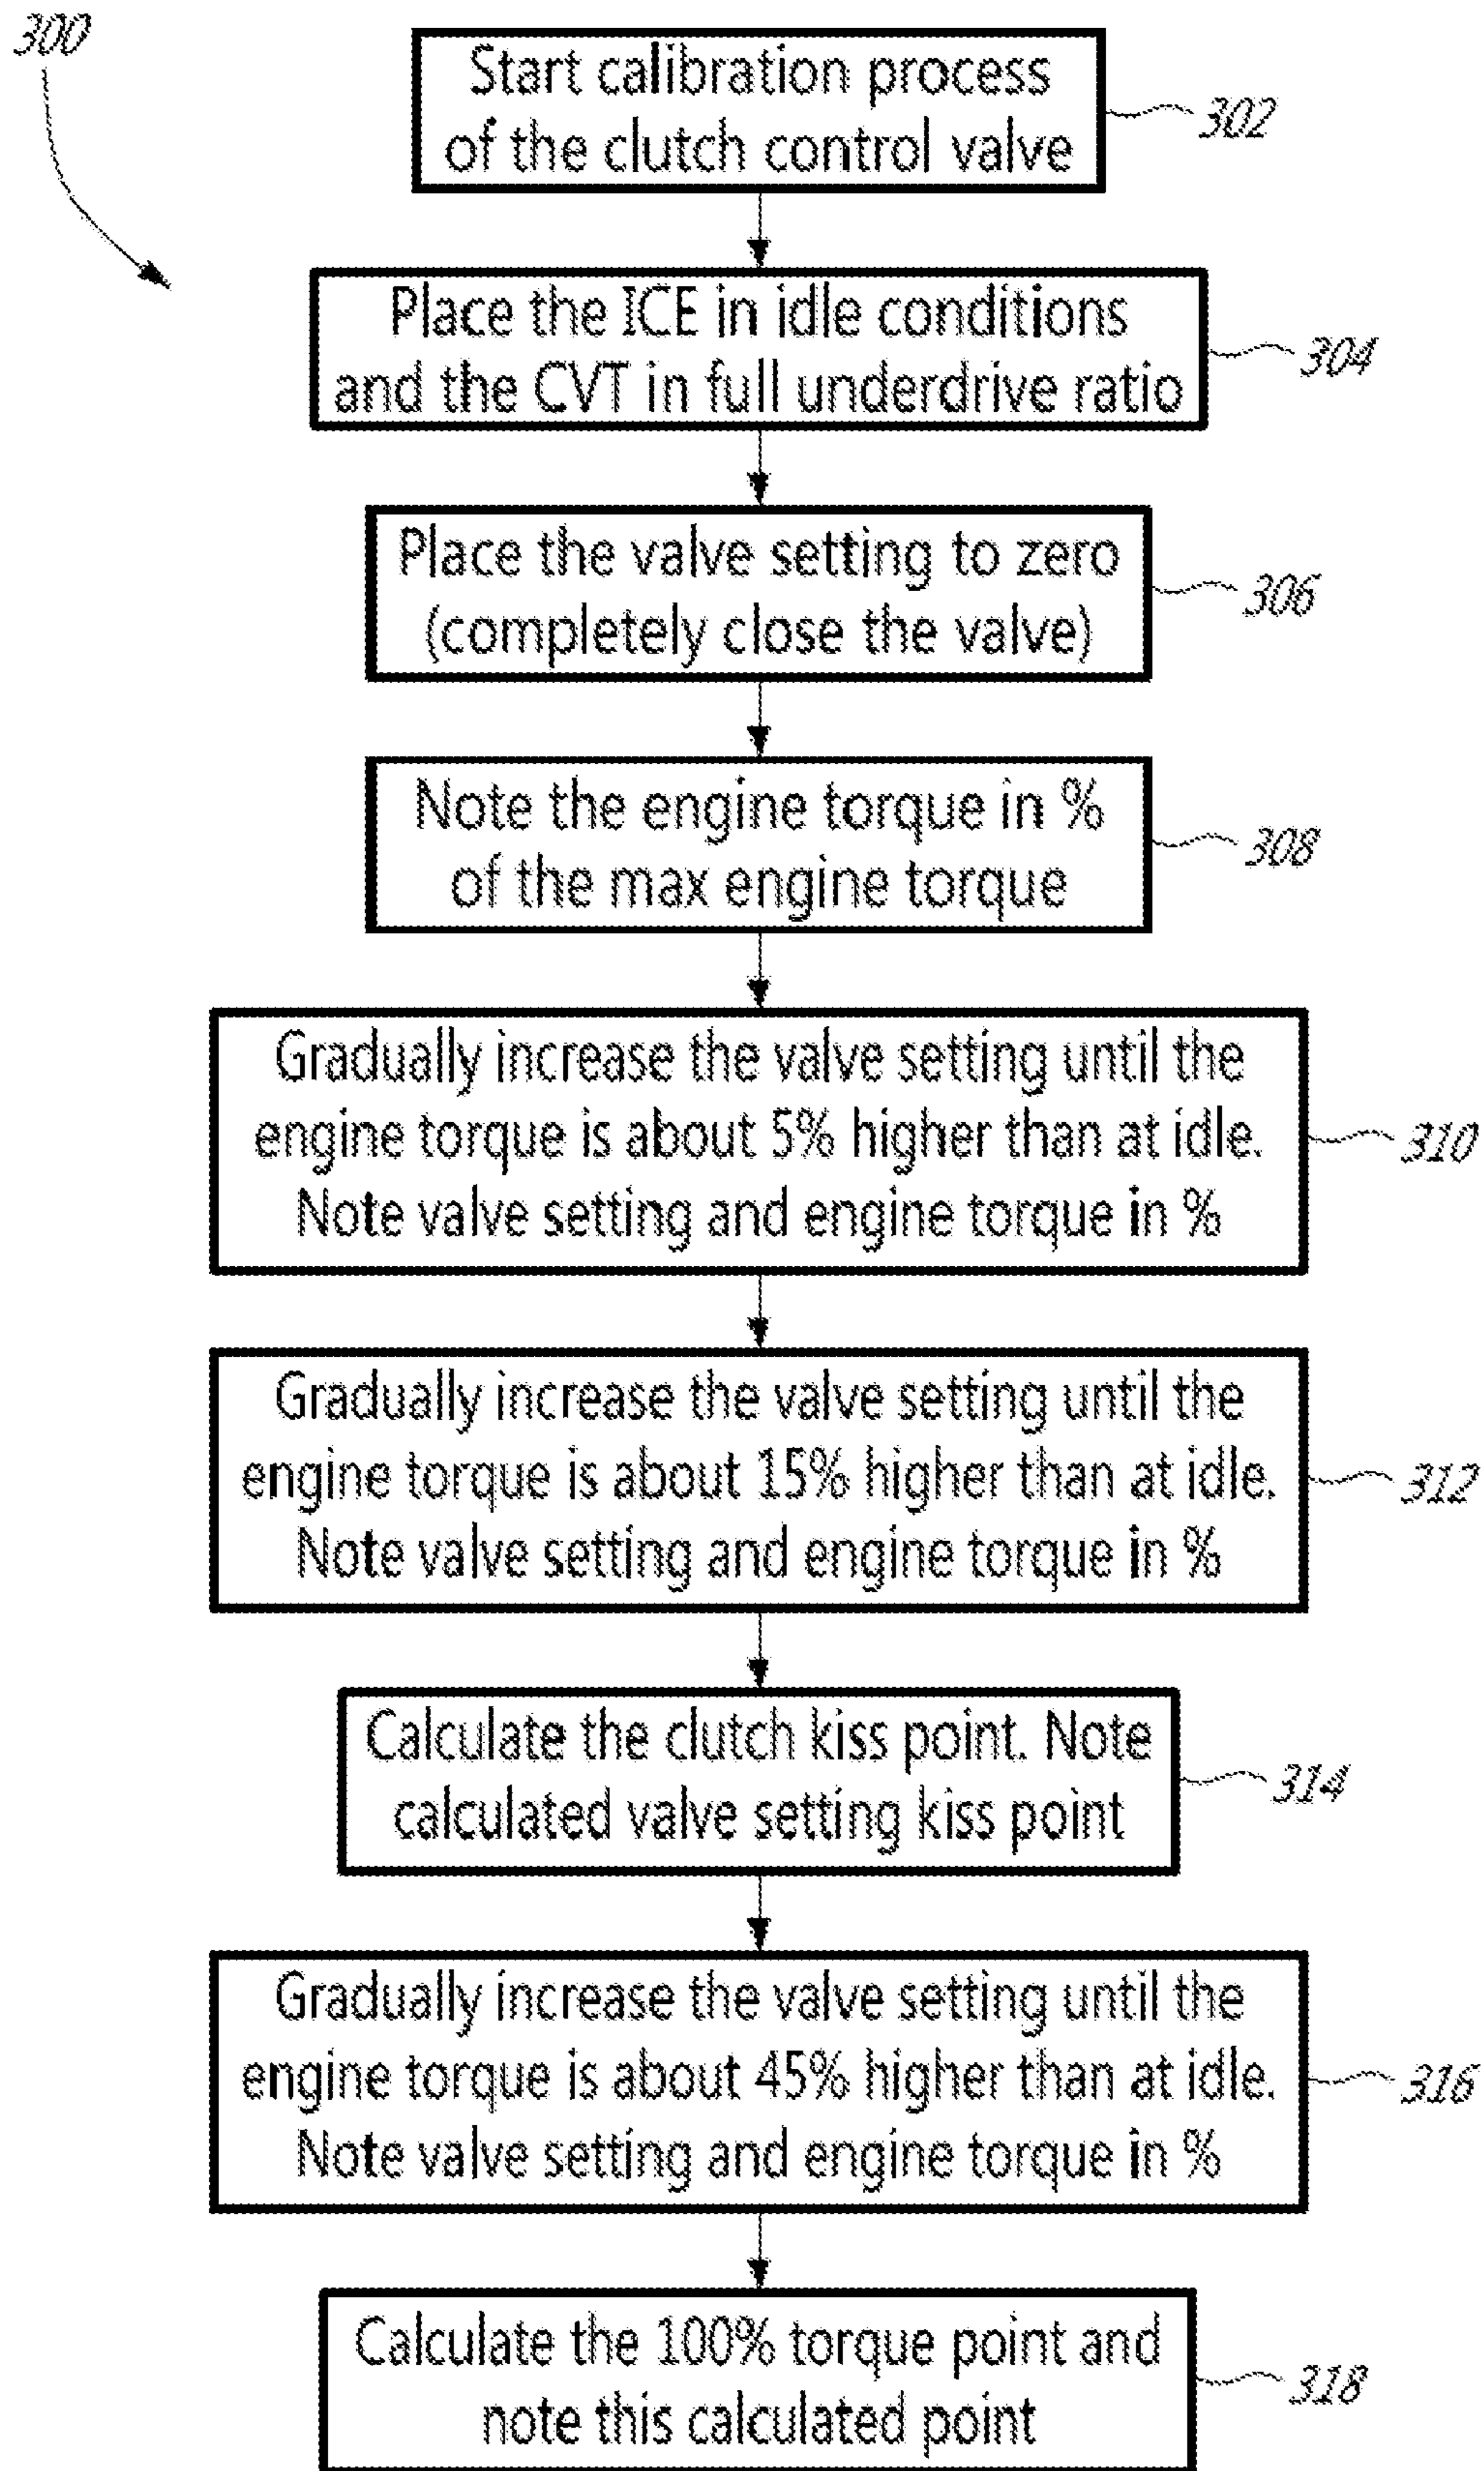 300
Start calibration process
of the clutch control valve
302
Place the ICE in idle conditions
and the CVT in full underdrive ratio
304
Place the valve setting to zero
(completely close the valve)
306
Note the engine torque in %
of the max engine torque
308
Gradually increase the valve setting until the
engine torque is about 5% higher than at idle.
Note valve setting and engine torque in %
310
Gradually increase the valve setting until the
engine torque is about 15% higher than at idle.
Note valve setting and engine torque in %
312
Calculate the clutch kiss point. Note
calculated valve setting kiss point
314
Gradually increase the valve setting until the
engine torque is about 45% higher than at idle.
Note valve setting and engine torque in %
316
Calculate the 100% torque point and
note this calculated point
318